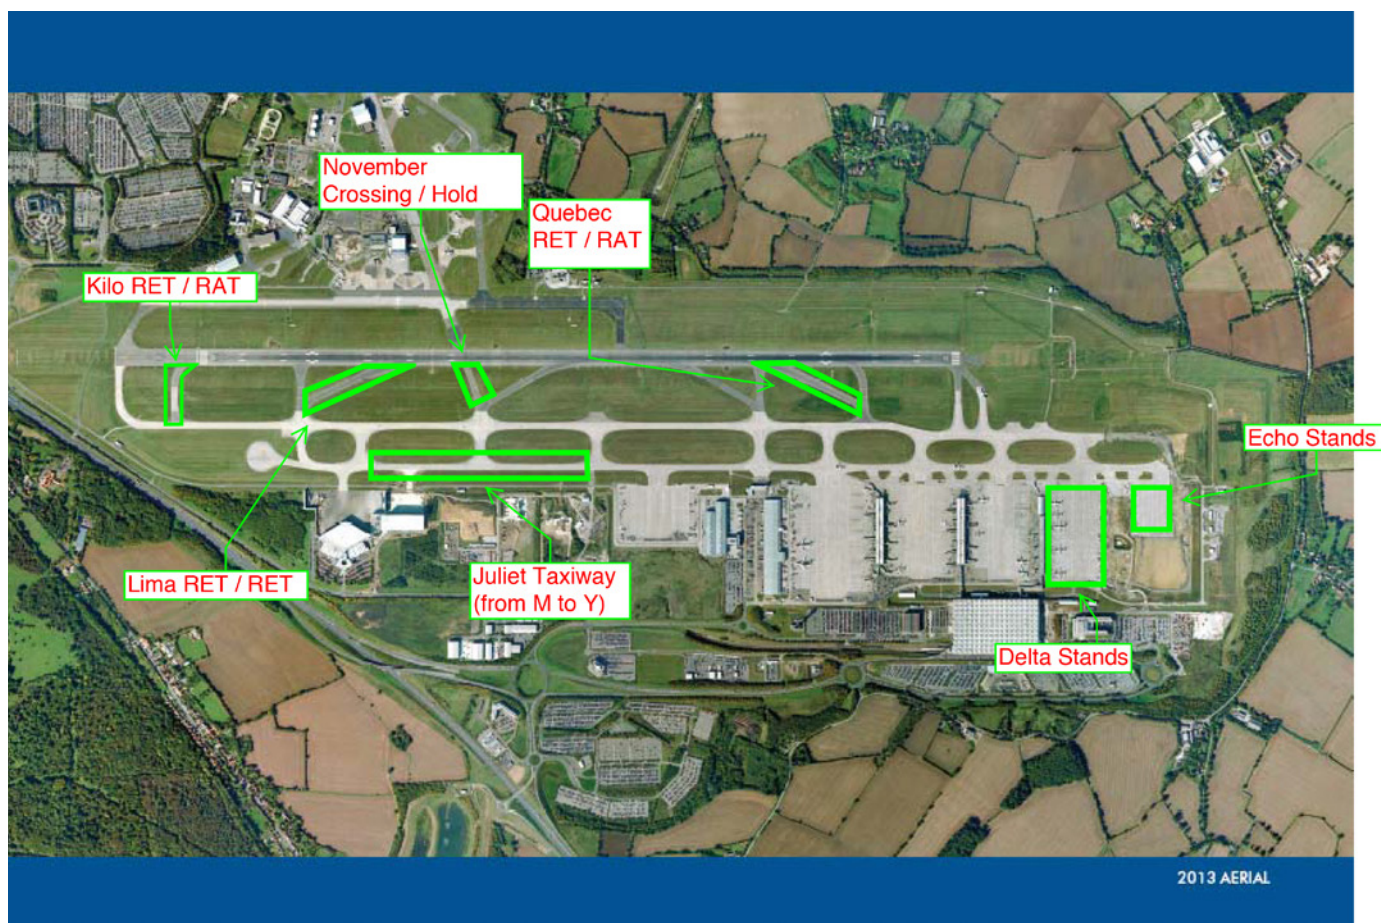 November
Crossing / Hold
Quebec
RET / RAT
Kilo RET / RAT
Echo Stands
Lima RET / RET
Juliet Taxiway
(from M to Y)
Delta Stands
2013 AERIAL